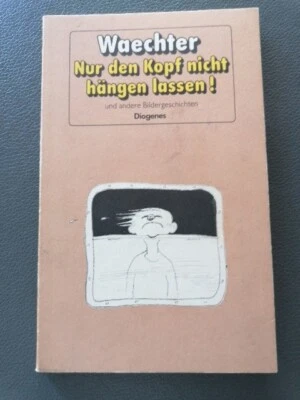 Waechter
Nur den Kopf nicht
hängen lassen!
und andere Bildergeschichten
Diogenes